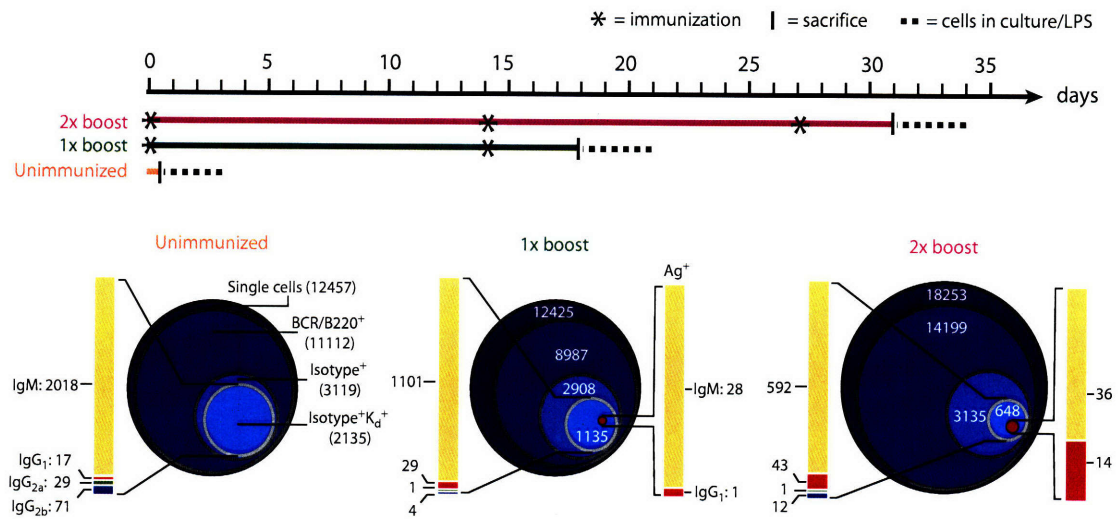 * = immunization | = sacrifice ▪▪▪ = cells in culture/LPS
0 5 10 15 20 25 30 35
days
2x boost
1x boost
Unimmunized
Unimmunized
IgM: 2018
IgG1: 17
IgG2a: 29
IgG2b: 71
Single cells (12457)
BCR/B220+
(11112)
Isotype+
(3119)
Isotype+Kd+
(2135)
1x boost
1101
29
1
4
12425
8987
2908
1135
Ag+
IgM: 28
IgG1: 1
2x boost
592
43
1
12
18253
14199
3135
648
36
14